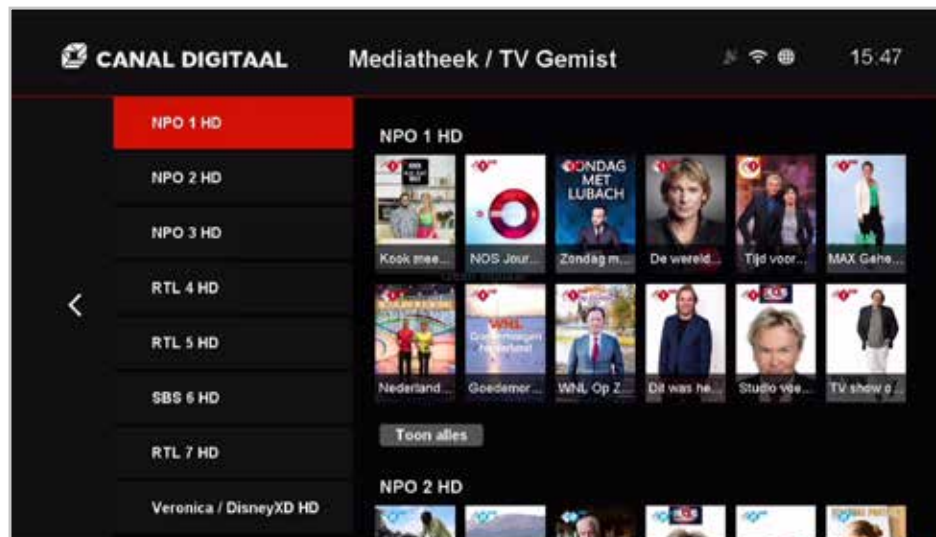 CANAL DIGITAAL
Mediatheek / TV Gemist
15:47
NPO 1 HD
NPO 2 HD
NPO 3 HD
RTL 4 HD
RTL 5 HD
SBS 6 HD
RTL 7 HD
Veronica / DisneyXD HD
NPO 1 HD
ZONDAG
MET
LUBACH
Kook mee...
NOS Jour...
Zondag m...
De wereld...
Tijd voor...
MAX Gehe...
WNL
Nederland...
Goedemor...
WNL Op Z...
Dit was he...
Studio voe...
TV show o...
Toon alles
NPO 2 HD